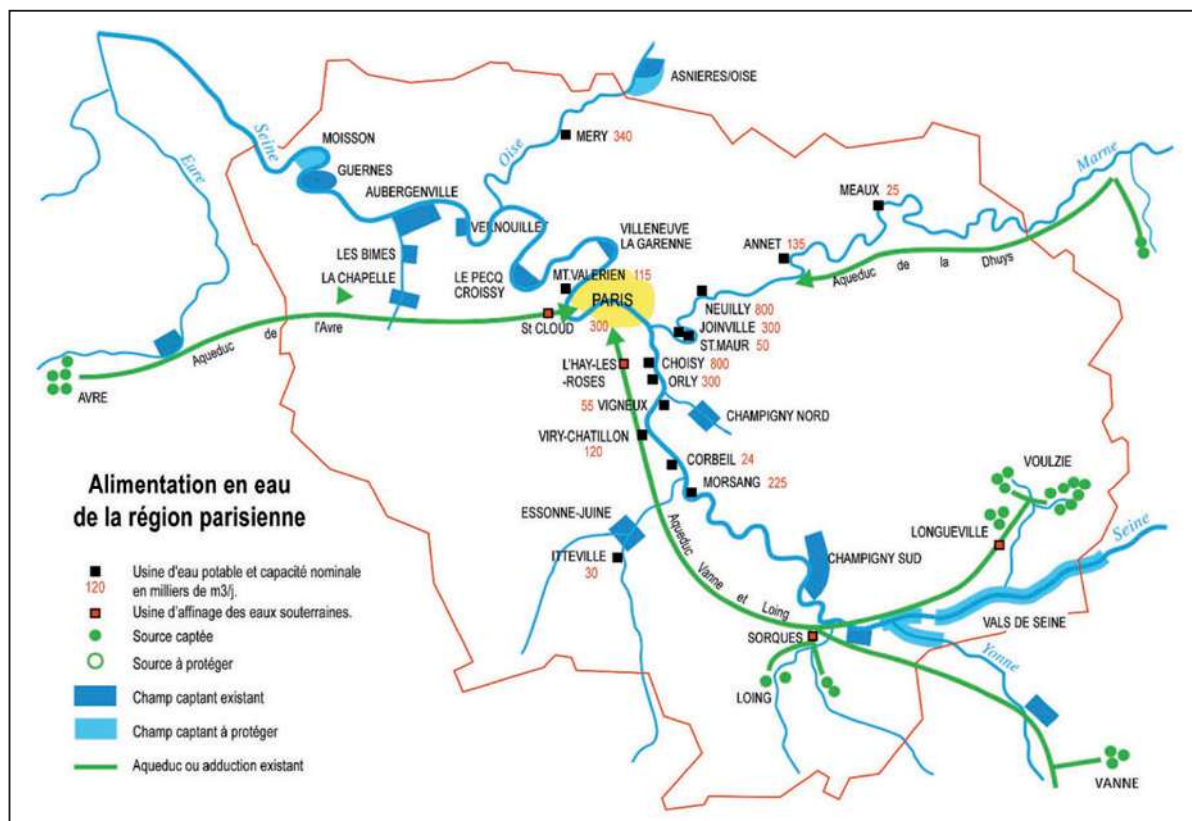 ASNIERES/OISE
Seine
MOISSON
Oise
MERY 340
Marne
GUERNES
Eure
AUBERGENVILLE
MEAUX 25
VERNOUILLET
VILLENEUVE
LA GARENNE
ANNET 135
LES BIMES
LA CHAPELLE
LE PECQ
CROISSY
MT.VALERIEN 115
Aqueduc de la Dhuys
PARIS
NEUILLY 800
St CLOUD
300
JOINVILLE 300
ST.MAUR 50
Aqueduc de l'Avre
L'HAY-LES
-ROSES
CHOISY 800
ORLY 300
AVRE
55 VIGNEUX
CHAMPIGNY NORD
VIRY-CHATILLON
120
CORBEIL 24
MORSANG 225
VOULZIE
Alimentation en eau
de la région parisienne
ESSONNE-JUINE
LONGUEVILLE
Seine
ITTEVILLE
30
Aqueduc Vanne et Loing
CHAMPIGNY SUD
120
Usine d'eau potable et capacité nominale
en milliers de m3/j.
Usine d'affinage des eaux souterraines.
VALS DE SEINE
Source captée
SORQUES
Yonne
Source à protéger
LOING
Champ captant existant
Champ captant à protéger
Aqueduc ou adduction existant
VANNE